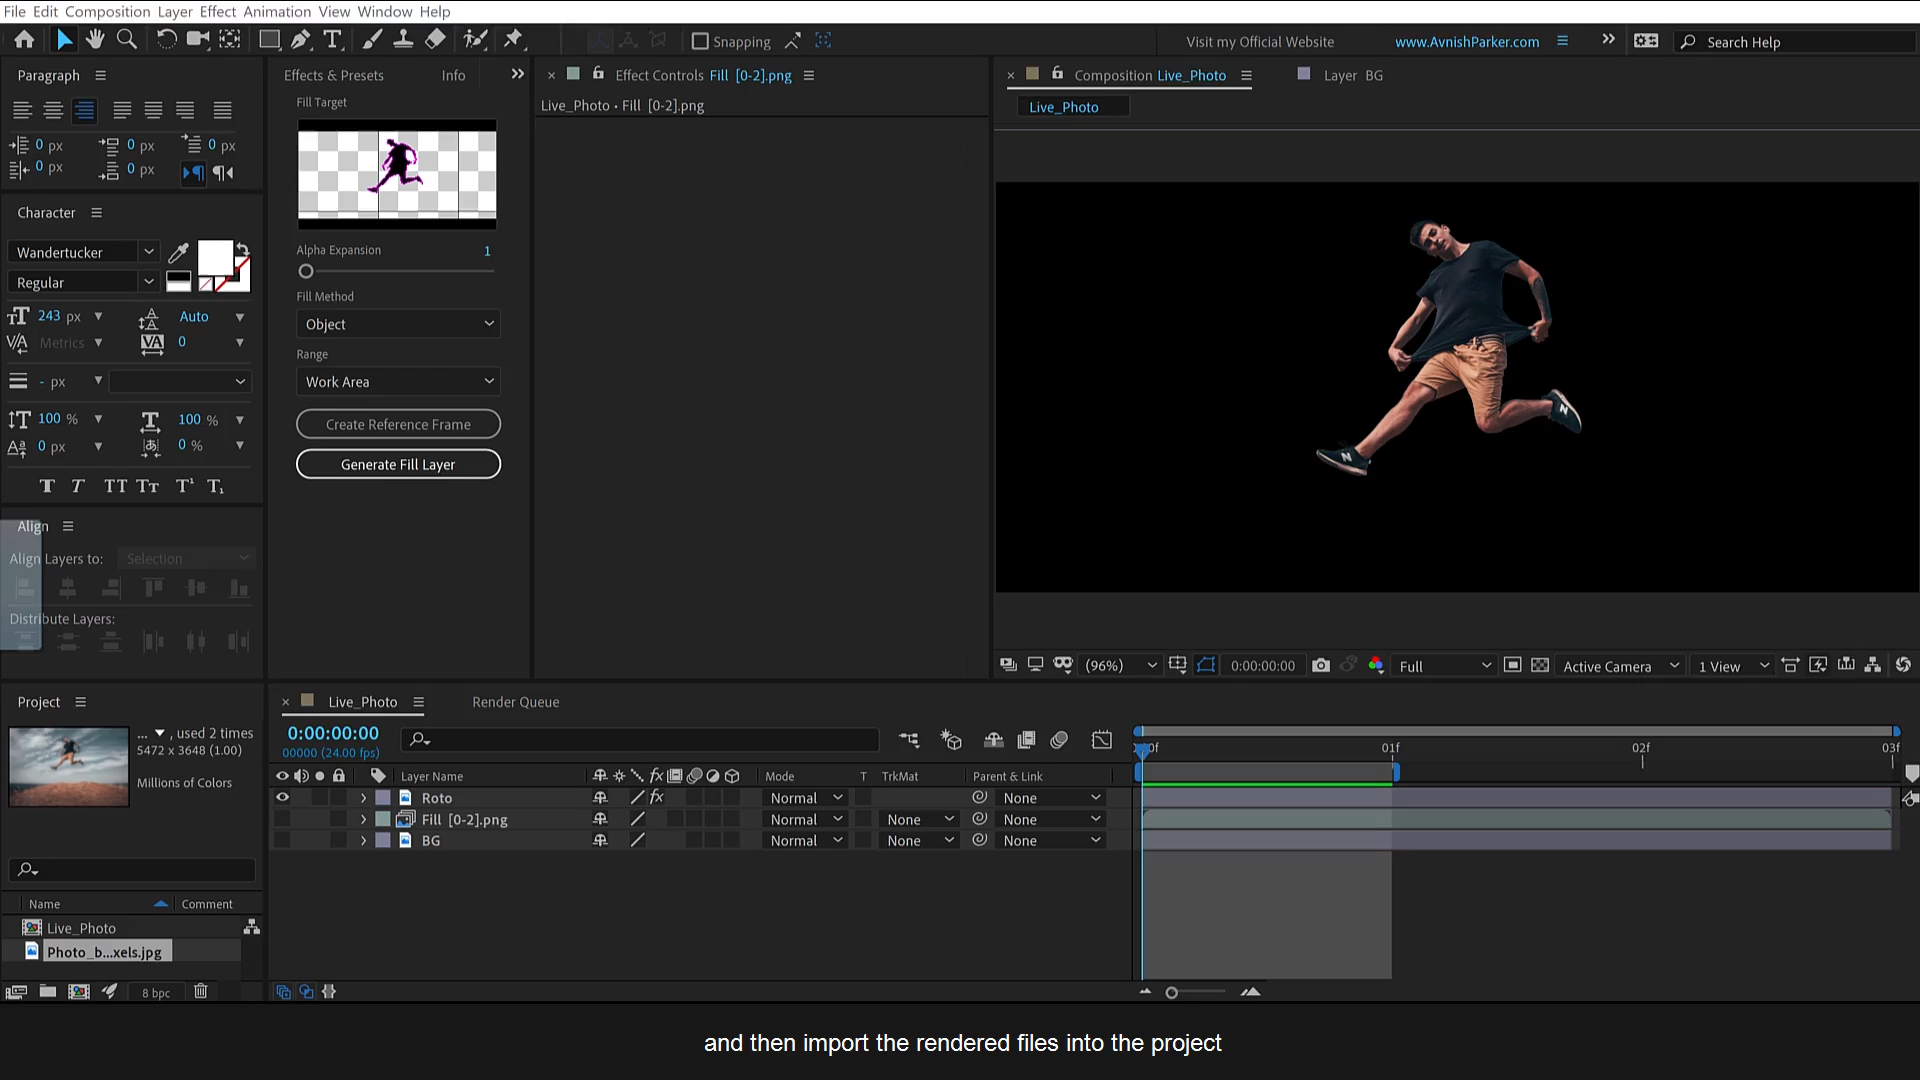 File Edit Composition Layer Effect Animation View Window Help
Snapping
Visit my Official Website
www.AvnishParker.com
Search Help
Paragraph
0 px
0 px
0 px
0 px
0 px
Character
Wandertucker
Regular
243 px
Auto
Metrics
0
- px
100 %
100 %
0 px
0 %
Align
Align Layers to:
Selection
Distribute Layers:
Effects & Presets
Info
Fill Target
Alpha Expansion
1
Fill Method
Object
Range
Work Area
Create Reference Frame
Generate Fill Layer
Effect Controls Fill [0-2].png
Live_Photo • Fill [0-2].png
Composition Live_Photo
Layer BG
Live_Photo
(96%)
0:00:00:00
Full
Active Camera
1 View
Project
... , used 2 times
5472 x 3648 (1.00)
Millions of Colors
Name
Comment
Live_Photo
Photo_b...xels.jpg
8 bpc
Live_Photo
Render Queue
0:00:00:00
00000 (24.00 fps)
Layer Name
Mode
T
TrkMat
Parent & Link
Roto
Normal
None
Fill [0-2].png
Normal
None
None
BG
Normal
None
None
01f
02f
03f
and then import the rendered files into the project